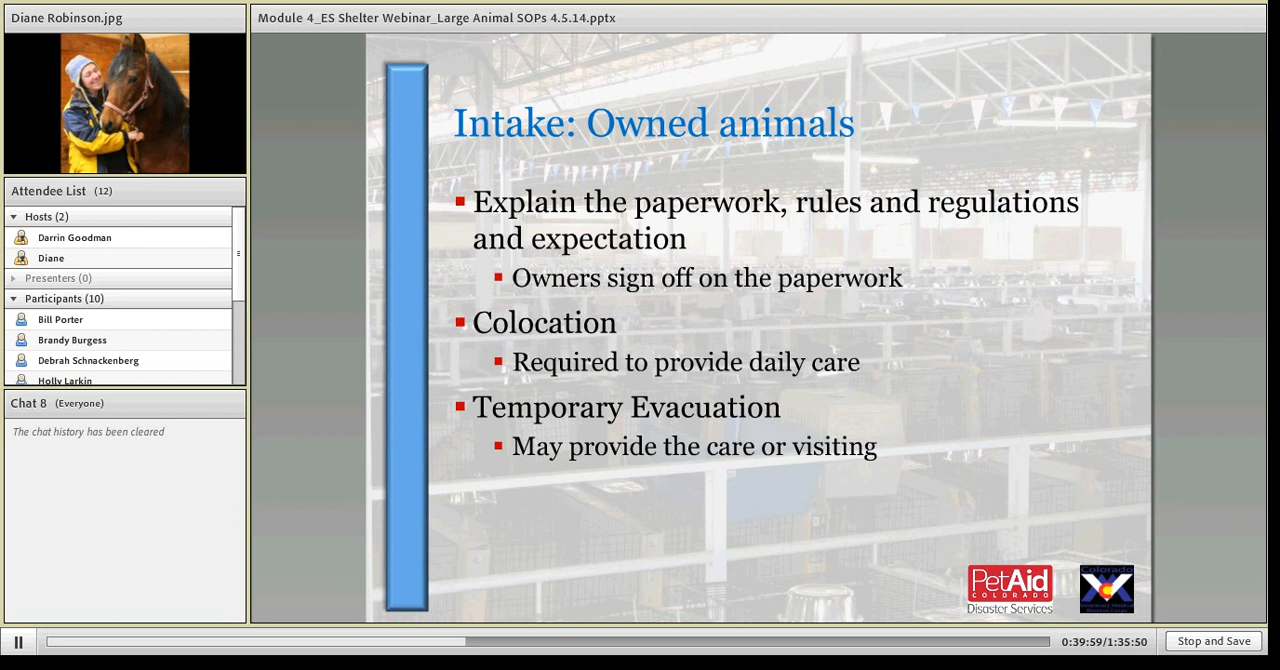 Diane Robinson.jpg
Module 4_ES Shelter Webinar_Large Animal SOPs 4.5.14.pptx
Attendee List (12)
Hosts (2)
Darrin Goodman
Diane
Presenters (0)
Participants (10)
Bill Porter
Brandy Burgess
Debrah Schnackenberg
Holly Larkin
Chat 8 (Everyone)
The chat history has been cleared
Intake: Owned animals
Explain the paperwork, rules and regulations
and expectation
Owners sign off on the paperwork
Colocation
Required to provide daily care
Temporary Evacuation
May provide the care or visiting
PetAid
COLORADO
Disaster Services
Colorado
0:39:59/1:35:50
Stop and Save